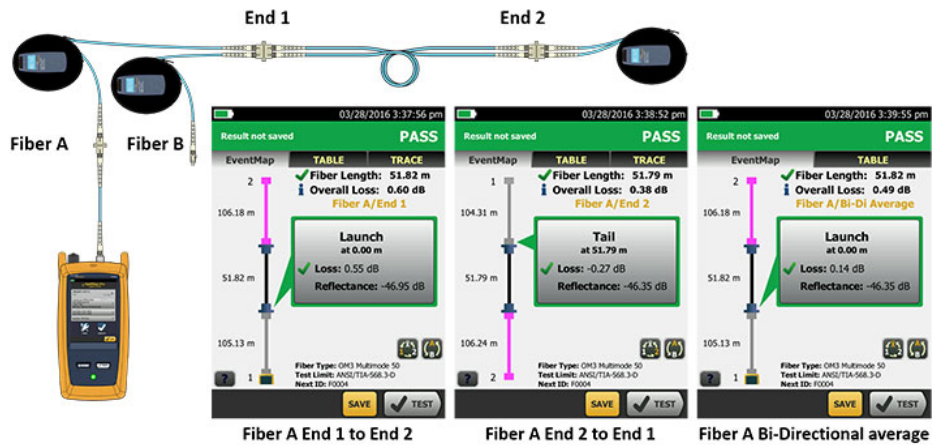 End 1
End 2
Fiber A
Fiber B
03/28/2016 3:37:56 pm
Result not saved
PASS
EventMap
TABLE
TRACE
Fiber Length: 51.82 m
Overall Loss: 0.60 dB
Fiber A/End 1
2
106.18 m
Launch
at 0.00 m
51.82 m
Loss: 0.55 dB
Reflectance: -46.95 dB
105.13 m
1
Fiber Type: OM3 Multimode 50
Test Limit: ANSI/TIA-568.3-D
Next ID: F0004
?
SAVE
TEST
Fiber A End 1 to End 2
03/28/2016 3:38:52 pm
Result not saved
PASS
EventMap
TABLE
TRACE
Fiber Length: 51.79 m
Overall Loss: 0.38 dB
Fiber A/End 2
1
104.31 m
Tail
at 51.79 m
51.79 m
Loss: -0.27 dB
Reflectance: -46.35 dB
106.24 m
2
Fiber Type: OM3 Multimode 50
Test Limit: ANSI/TIA-568.3-D
Next ID: F0004
?
SAVE
TEST
Fiber A End 2 to End 1
03/28/2016 3:39:55 pm
Result not saved
PASS
EventMap
TABLE
TRACE
Fiber Length: 51.82 m
Overall Loss: 0.49 dB
Fiber A/Bi-Di Average
2
106.18 m
Launch
at 0.00 m
51.82 m
Loss: 0.14 dB
Reflectance: -46.35 dB
105.13 m
1
Fiber Type: OM3 Multimode 50
Test Limit: ANSI/TIA-568.3-D
Next ID: F0004
?
SAVE
TEST
Fiber A Bi-Directional average